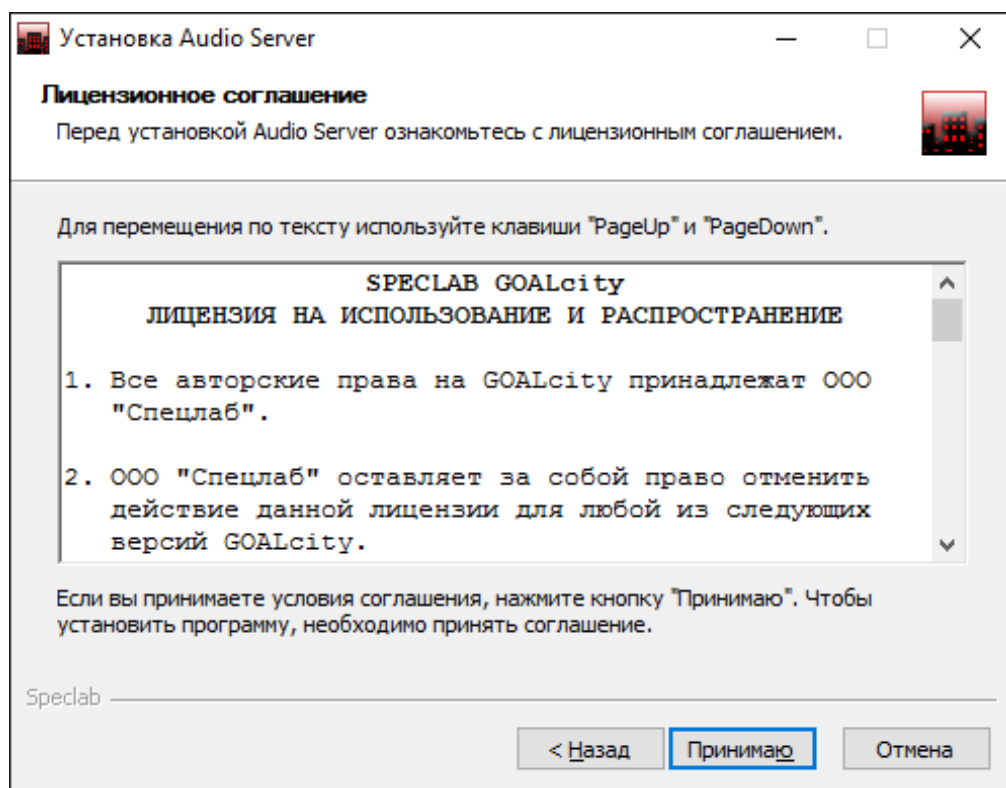 Установка Audio Server
Лицензионное соглашение
Перед установкой Audio Server ознакомьтесь с лицензионным соглашением.
Для перемещения по тексту используйте клавиши "PageUp" и "PageDown".
SPECLAB GOALcity
ЛИЦЕНЗИЯ НА ИСПОЛЬЗОВАНИЕ И РАСПРОСТРАНЕНИЕ
1. Все авторские права на GOALcity принадлежат ООО
"Спецлаб".
2. ООО "Спецлаб" оставляет за собой право отменить
действие данной лицензии для любой из следующих
версий GOALcity.
Если вы принимаете условия соглашения, нажмите кнопку "Принимаю". Чтобы
установить программу, необходимо принять соглашение.
Speclab
< Назад Принимаю Отмена